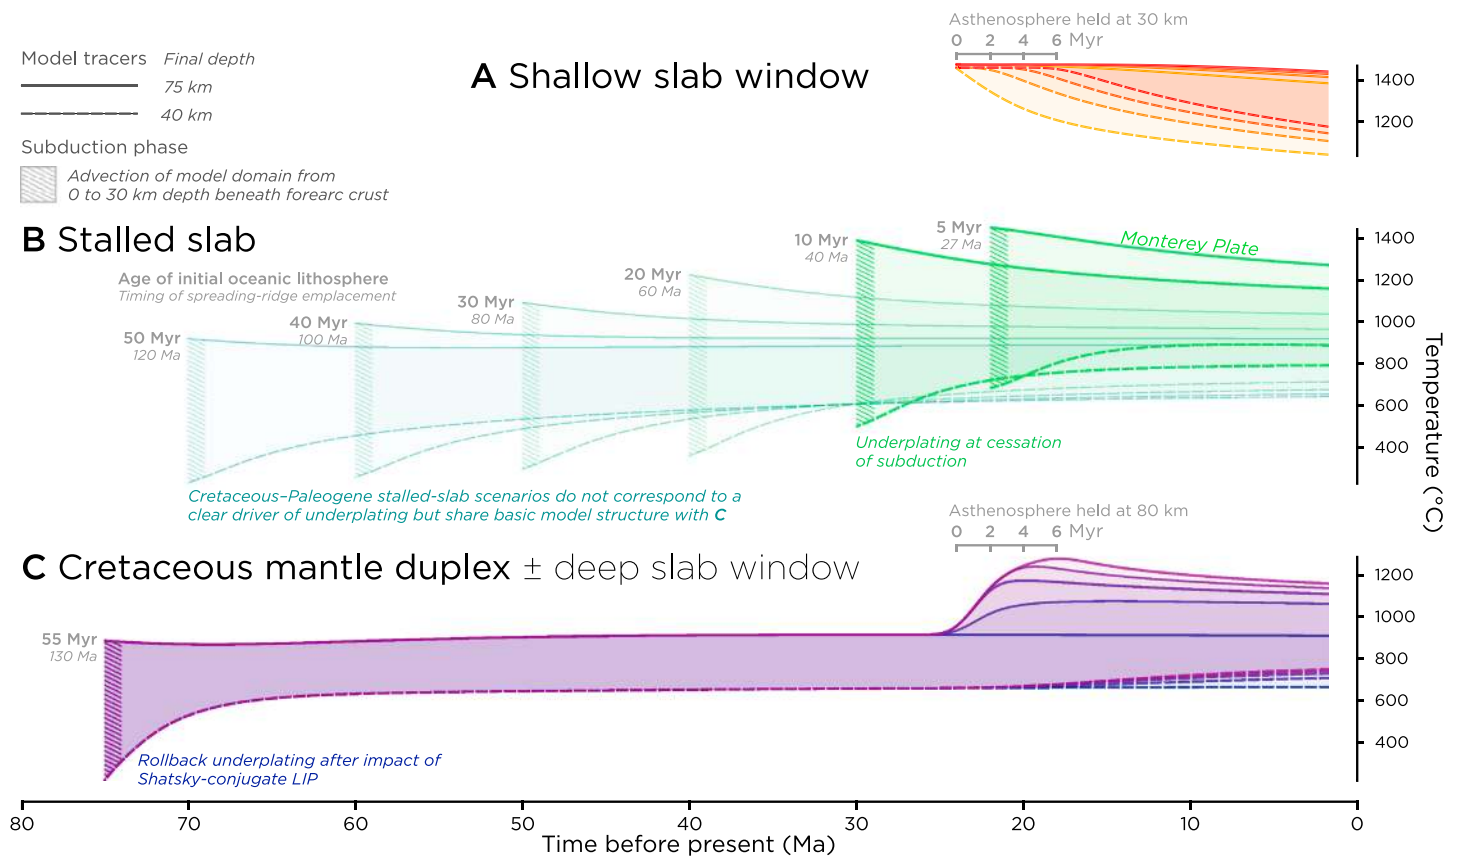 Model tracers Final depth
75 km
40 km
Subduction phase
Advection of model domain from
0 to 30 km depth beneath forearc crust
A Shallow slab window
Asthenosphere held at 30 km
0 2 4 6 Myr
1400
1200
B Stalled slab
Age of initial oceanic lithosphere
Timing of spreading-ridge emplacement
50 Myr
120 Ma
40 Myr
100 Ma
30 Myr
80 Ma
20 Myr
60 Ma
10 Myr
40 Ma
5 Myr
27 Ma
Monterey Plate
1400
1200
1000
800
600
400
Temperature (°C)
Underplating at cessation
of subduction
Cretaceous–Paleogene stalled-slab scenarios do not correspond to a
clear driver of underplating but share basic model structure with C
C Cretaceous mantle duplex ± deep slab window
Asthenosphere held at 80 km
0 2 4 6 Myr
55 Myr
130 Ma
1200
1000
800
600
400
Rollback underplating after impact of
Shatsky-conjugate LIP
80 70 60 50 40 30 20 10 0
Time before present (Ma)